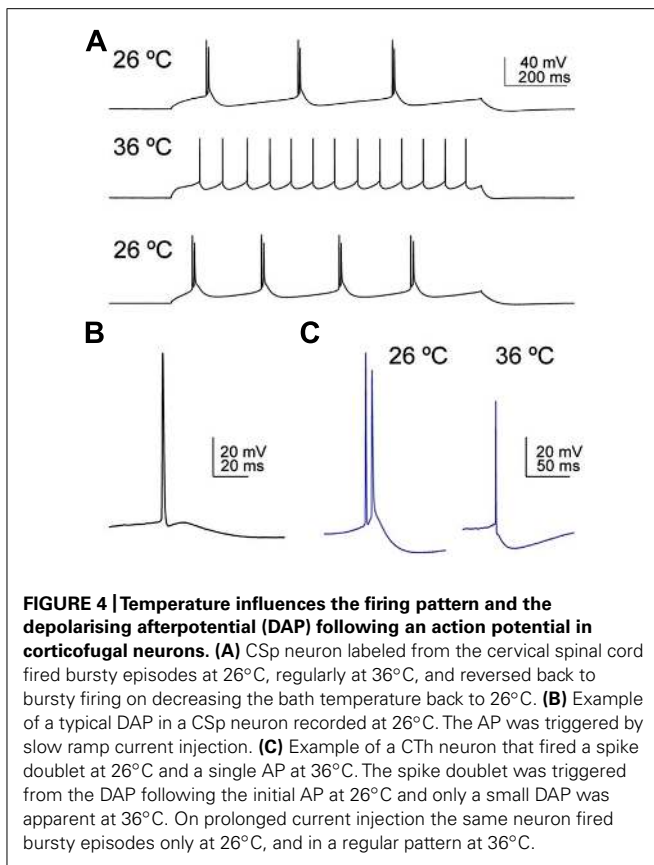 A
26 ºC
40 mV
200 ms
36 ºC
26 ºC
B
C
26 ºC
36 ºC
20 mV
20 ms
20 mV
50 ms
FIGURE 4 | Temperature influences the firing pattern and the
depolarising afterpotential (DAP) following an action potential in
corticofugal neurons. (A) CSp neuron labeled from the cervical spinal cord
fired bursty episodes at 26°C, regularly at 36°C, and reversed back to
bursty firing on decreasing the bath temperature back to 26°C. (B) Example
of a typical DAP in a CSp neuron recorded at 26°C. The AP was triggered by
slow ramp current injection. (C) Example of a CTh neuron that fired a spike
doublet at 26°C and a single AP at 36°C. The spike doublet was triggered
from the DAP following the initial AP at 26°C and only a small DAP was
apparent at 36°C. On prolonged current injection the same neuron fired
bursty episodes only at 26°C, and in a regular pattern at 36°C.